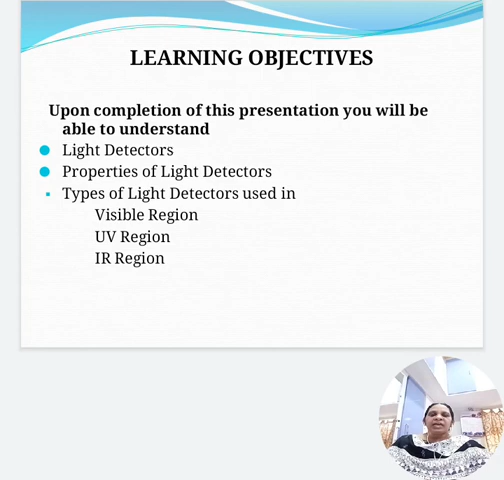 LEARNING OBJECTIVES
Upon completion of this presentation you will be
able to understand
Light Detectors
Properties of Light Detectors
Types of Light Detectors used in
Visible Region
UV Region
IR Region